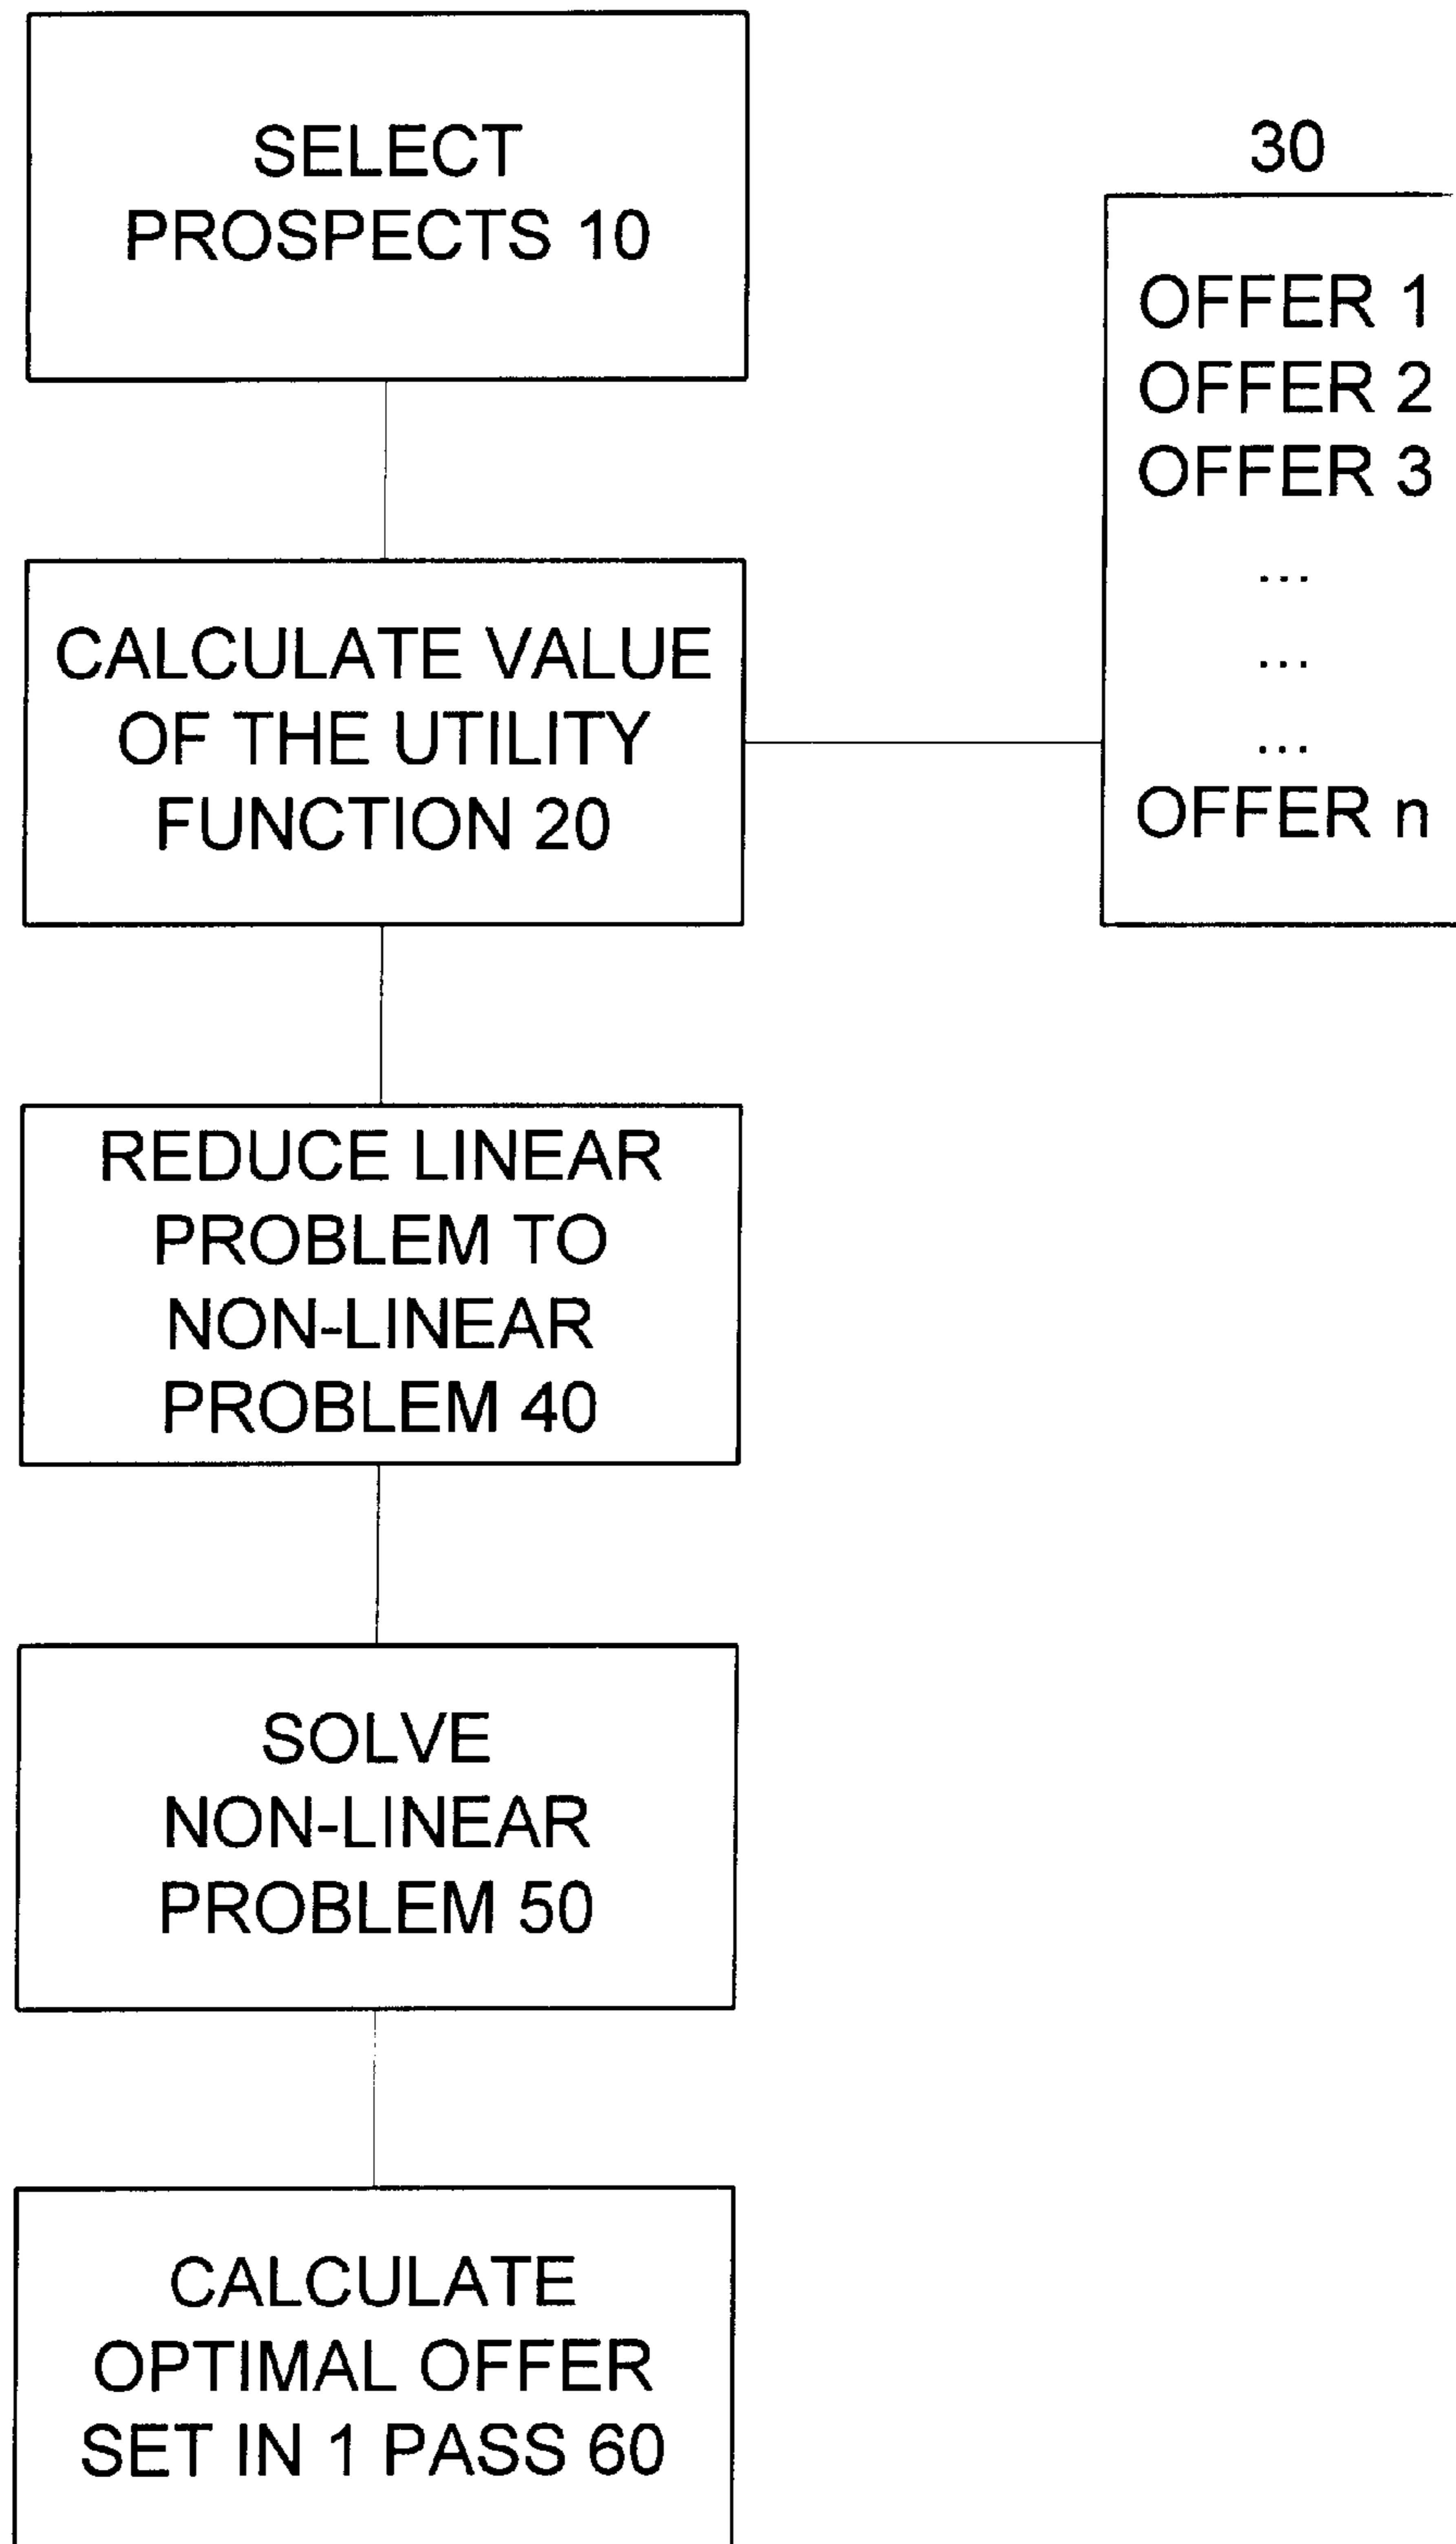 SELECT
PROSPECTS 10
30
OFFER 1
OFFER 2
OFFER 3
...
...
...
OFFER n
CALCULATE VALUE
OF THE UTILITY
FUNCTION 20
REDUCE LINEAR
PROBLEM TO
NON-LINEAR
PROBLEM 40
SOLVE
NON-LINEAR
PROBLEM 50
CALCULATE
OPTIMAL OFFER
SET IN 1 PASS 60